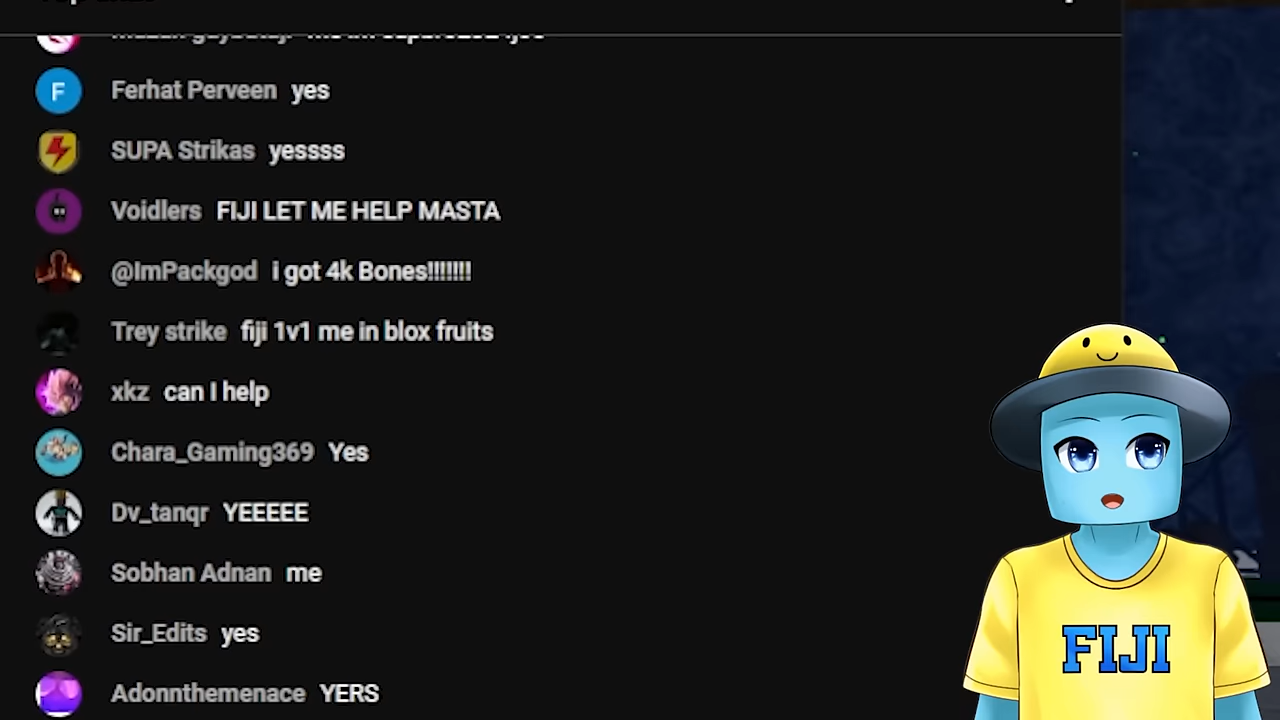 Ferhat Perveen yes
SUPA Strikas yessss
Voidlers FIJI LET ME HELP MASTA
@ImPackgod i got 4k Bones!!!!!!!
Trey strike fiji 1v1 me in blox fruits
xkz can I help
Chara_Gaming369 Yes
Dv_tanqr YEEEEE
Sobhan Adnan me
Sir_Edits yes
Adonnthemenace YERS
F
FIJI